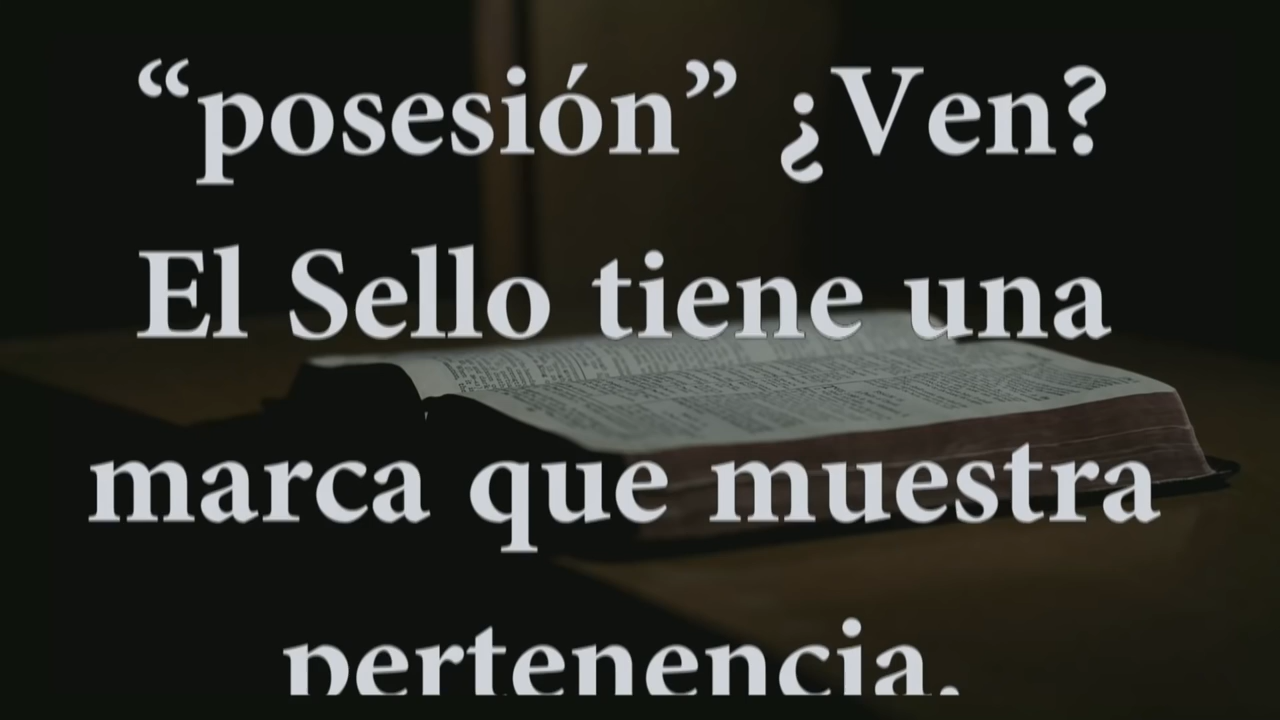 “posesión” ¿Ven?
El Sello tiene una
marca que muestra
pertenencia.